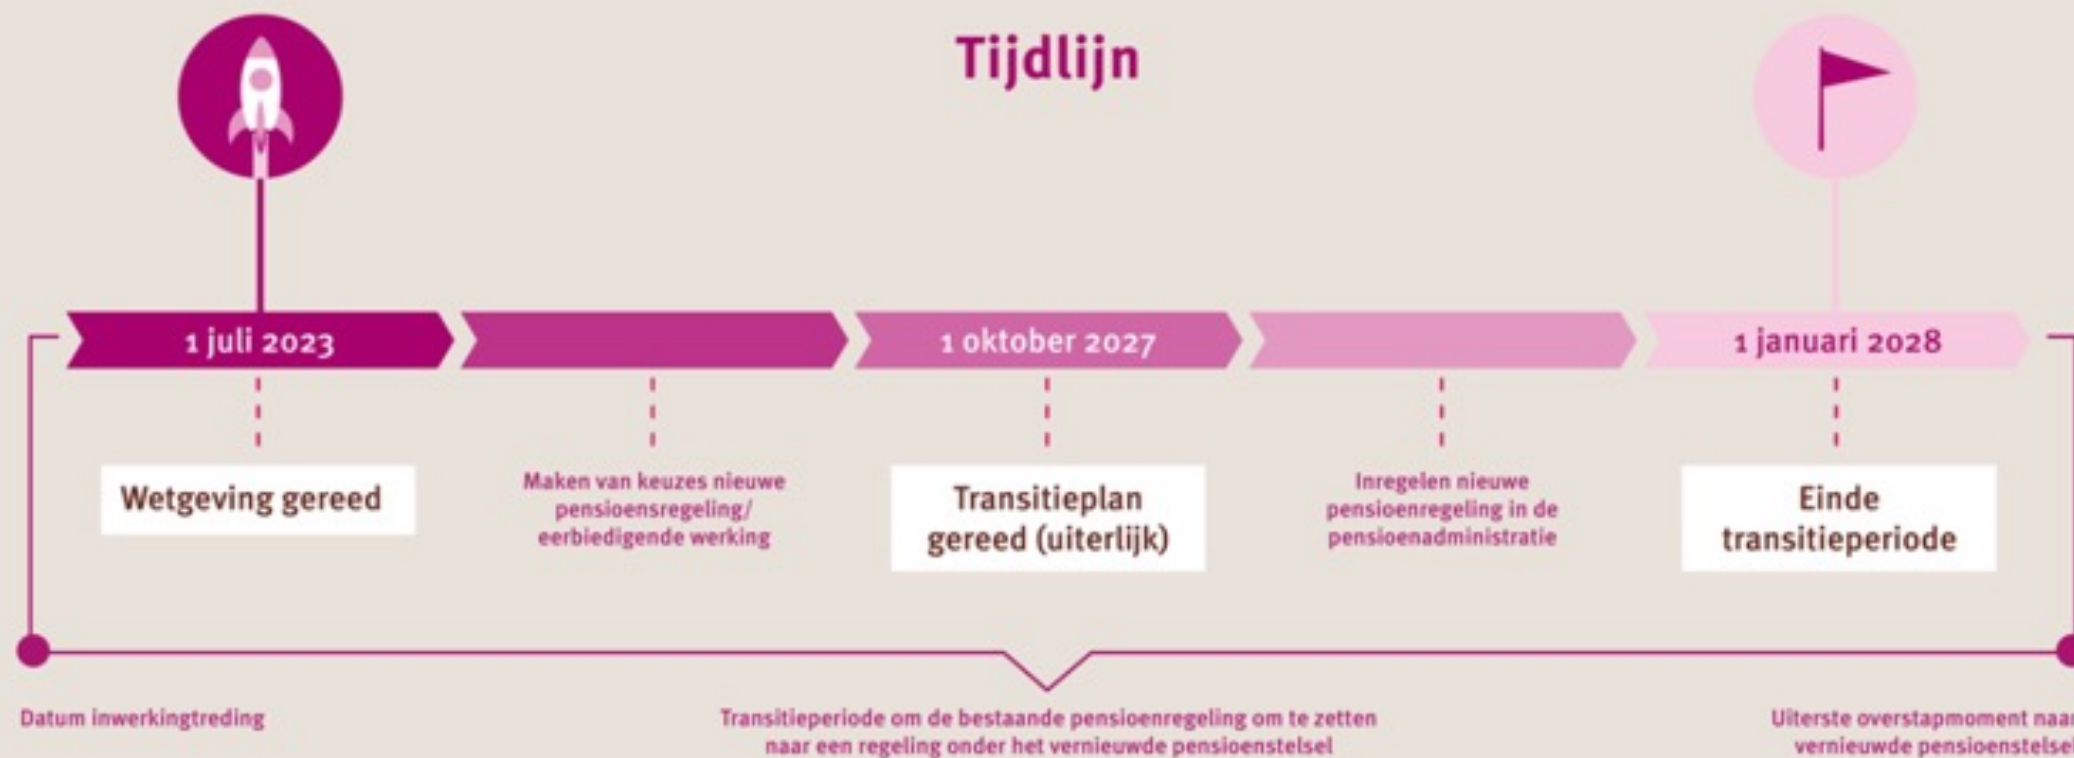 Tijdlijn
1 juli 2023
1 oktober 2027
1 januari 2028
Wetgeving gereed
Maken van keuzes nieuwe
pensioensregeling/
eerbiedigende werking
Transitieplan
gereed (uiterlijk)
Inregelen nieuwe
pensioenregeling in de
pensioenadministratie
Einde
transitieperiode
Datum inwerkingtreding
Transitieperiode om de bestaande pensioenregeling om te zetten
naar een regeling onder het vernieuwde pensioenstelsel
Uiterste overstapmoment naar
vernieuwde pensioenstelsel